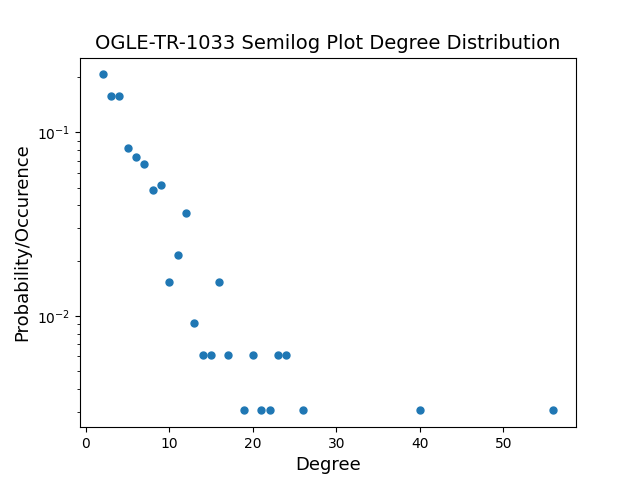 OGLE-TR-1033 Semilog Plot Degree Distribution
Probability/Occurence
10⁻¹
10⁻²
0 10 20 30 40 50
Degree